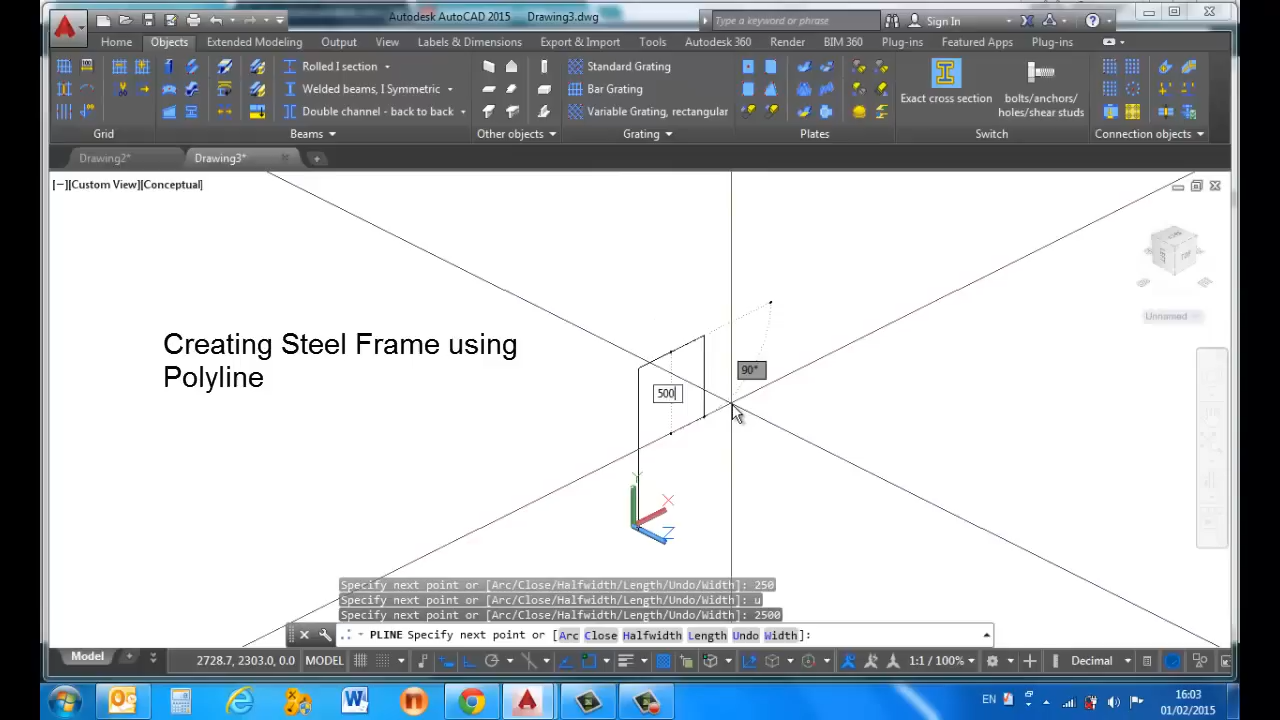 Autodesk AutoCAD 2015 Drawing3.dwg
Type a keyword or phrase
Sign In
Home Objects Extended Modeling Output View Labels & Dimensions Export & Import Tools Autodesk 360 Render BIM 360 Plug-ins Featured Apps Plug-ins
Rolled I section
Standard Grating
Welded beams, I Symmetric
Bar Grating
Exact cross section
bolts/anchors/
holes/shear studs
Double channel - back to back
Variable Grating, rectangular
Grid Beams Other objects Grating Plates Switch Connection objects
Drawing2* Drawing3*
[−][Custom View][Conceptual]
TOP
Unnamed
Creating Steel Frame using
Polyline
90°
500
Y
X
Z
Specify next point or [Arc/Close/Halfwidth/Length/Undo/Width]: 250
Specify next point or [Arc/Close/Halfwidth/Length/Undo/Width]: u
Specify next point or [Arc/Close/Halfwidth/Length/Undo/Width]: 2500
PLINE Specify next point or [Arc Close Halfwidth Length Undo Width]:
Model
2728.7, 2303.0, 0.0 MODEL
1:1 / 100%
Decimal
EN
16:03
01/02/2015